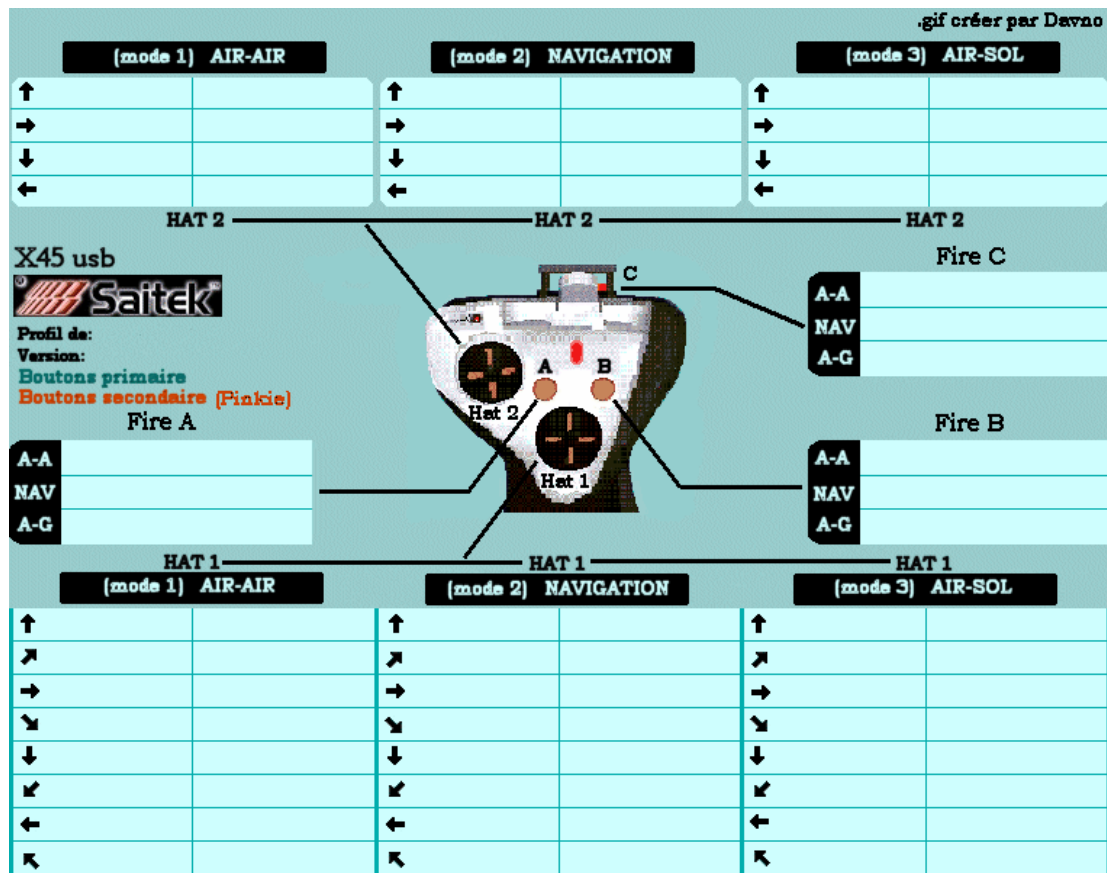 .gif créer par Davno
(mode 1) AIR-AIR
(mode 2) NAVIGATION
(mode 3) AIR-SOL
↑
→
↓
←
↑
→
↓
←
↑
→
↓
←
HAT 2
HAT 2
HAT 2
X45 usb
Saitek
Profil de:
Version:
Boutons primaire
Boutons secondaire (Pinkie)
C
A
B
Hat 2
Hat 1
Fire C
A-A
NAV
A-G
Fire A
A-A
NAV
A-G
Fire B
A-A
NAV
A-G
HAT 1
HAT 1
HAT 1
(mode 1) AIR-AIR
(mode 2) NAVIGATION
(mode 3) AIR-SOL
↑
↗
→
↘
↓
↙
←
↖
↑
↗
→
↘
↓
↙
←
↖
↑
↗
→
↘
↓
↙
←
↖